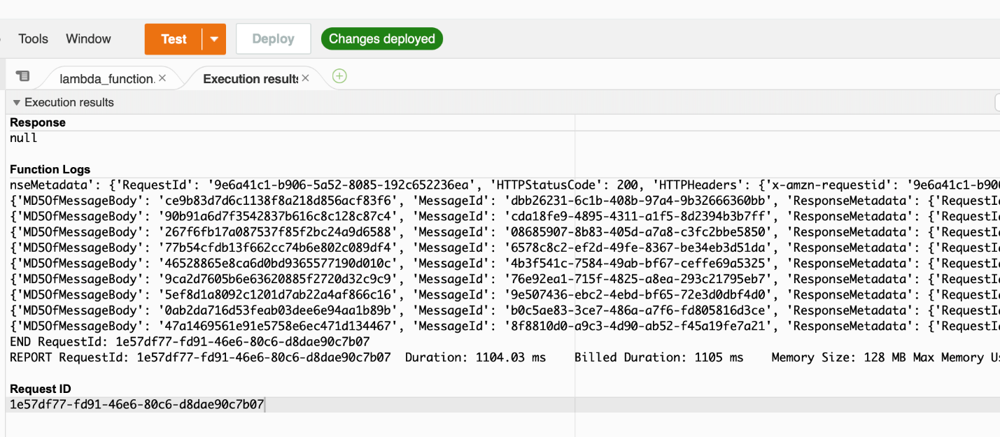 Tools Window Test Deploy Changes deployed
lambda_function. × Execution results ×
Execution results
Response
null
Function Logs
nseMetadata': {'RequestId': '9e6a41c1-b906-5a52-8085-192c652236ea', 'HTTPStatusCode': 200, 'HTTPHeaders': {'x-amzn-requestid': '9e6a41c1-b90
{'MD5OfMessageBody': 'ce9b83d7d6c1138f8a218d856acf83f6', 'MessageId': 'dbb26231-6c1b-408b-97a4-9b32666360bb', 'ResponseMetadata': {'RequestI
{'MD5OfMessageBody': '90b91a6d7f3542837b616c8c128c87c4', 'MessageId': 'cda18fe9-4895-4311-a1f5-8d2394b3b7ff', 'ResponseMetadata': {'RequestI
{'MD5OfMessageBody': '267f6fb17a087537f85f2bc24a9d6588', 'MessageId': '08685907-8b83-405d-a7a8-c3fc2bbe5850', 'ResponseMetadata': {'RequestI
{'MD5OfMessageBody': '77b54cfdb13f662cc74b6e802c089df4', 'MessageId': '6578c8c2-ef2d-49fe-8367-be34eb3d51da', 'ResponseMetadata': {'RequestI
{'MD5OfMessageBody': '46528865e8ca6d0bd9365577190d010c', 'MessageId': '4b3f541c-7584-49ab-bf67-ceffe69a5325', 'ResponseMetadata': {'RequestI
{'MD5OfMessageBody': '9ca2d7605b6e63620885f2720d32c9c9', 'MessageId': '76e92ea1-715f-4825-a8ea-293c21795eb7', 'ResponseMetadata': {'RequestI
{'MD5OfMessageBody': '5ef8d1a8092c1201d7ab22a4af866c16', 'MessageId': '9e507436-ebc2-4ebd-bf65-72e3d0dbf4d0', 'ResponseMetadata': {'RequestI
{'MD5OfMessageBody': '0ab2da716d53feab03dee6e94aa1b89b', 'MessageId': 'b0c5ae83-3ce7-486a-a7f6-fd805816d3ce', 'ResponseMetadata': {'RequestI
{'MD5OfMessageBody': '47a1469561e91e5758e6ec471d134467', 'MessageId': '8f8810d0-a9c3-4d90-ab52-f45a19fe7a21', 'ResponseMetadata': {'RequestI
END RequestId: 1e57df77-fd91-46e6-80c6-d8dae90c7b07
REPORT RequestId: 1e57df77-fd91-46e6-80c6-d8dae90c7b07 Duration: 1104.03 ms Billed Duration: 1105 ms Memory Size: 128 MB Max Memory Us
Request ID
1e57df77-fd91-46e6-80c6-d8dae90c7b07